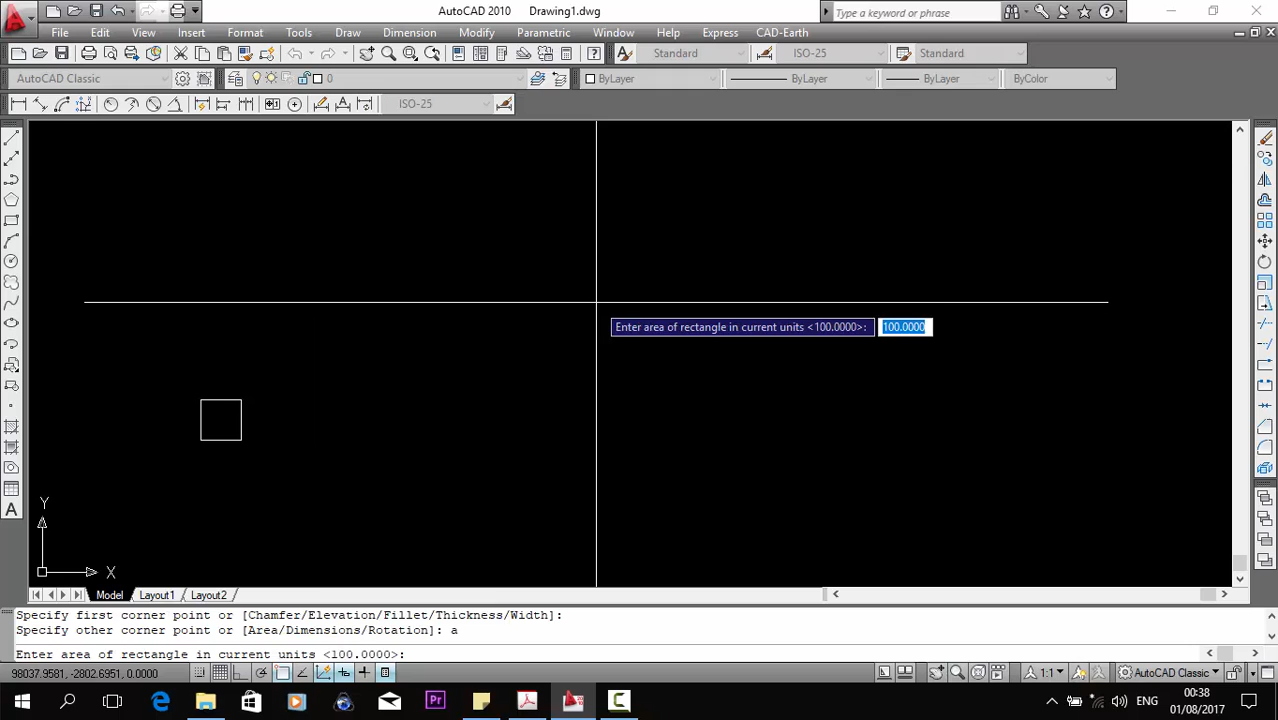 AutoCAD 2010 Drawing1.dwg
Type a keyword or phrase
File Edit View Insert Format Tools Draw Dimension Modify Parametric Window Help Express CAD-Earth
Standard ISO-25 Standard
AutoCAD Classic 0 ByLayer ByLayer ByLayer ByColor
ISO-25
Enter area of rectangle in current units <100.0000>: 100.0000
Y
X
A
Model Layout1 Layout2
Specify first corner point or [Chamfer/Elevation/Fillet/Thickness/Width]:
Specify other corner point or [Area/Dimensions/Rotation]: a
Enter area of rectangle in current units <100.0000>:
98037.9581, -2802.6951, 0.0000 1:1 AutoCAD Classic
Pr ENG 00:38
01/08/2017